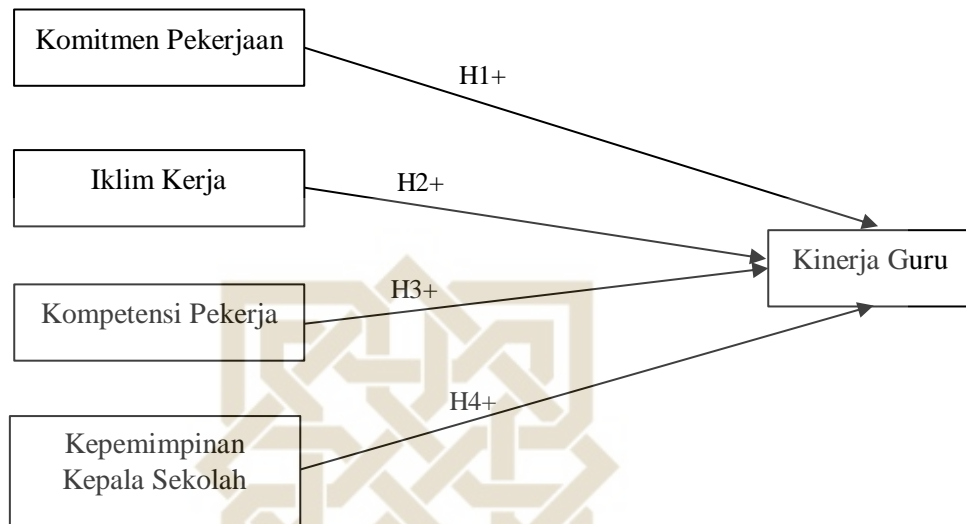 Komitmen Pekerjaan
H1+
Iklim Kerja
H2+
Kinerja Guru
H3+
Kompetensi Pekerja
H4+
Kepemimpinan
Kepala Sekolah